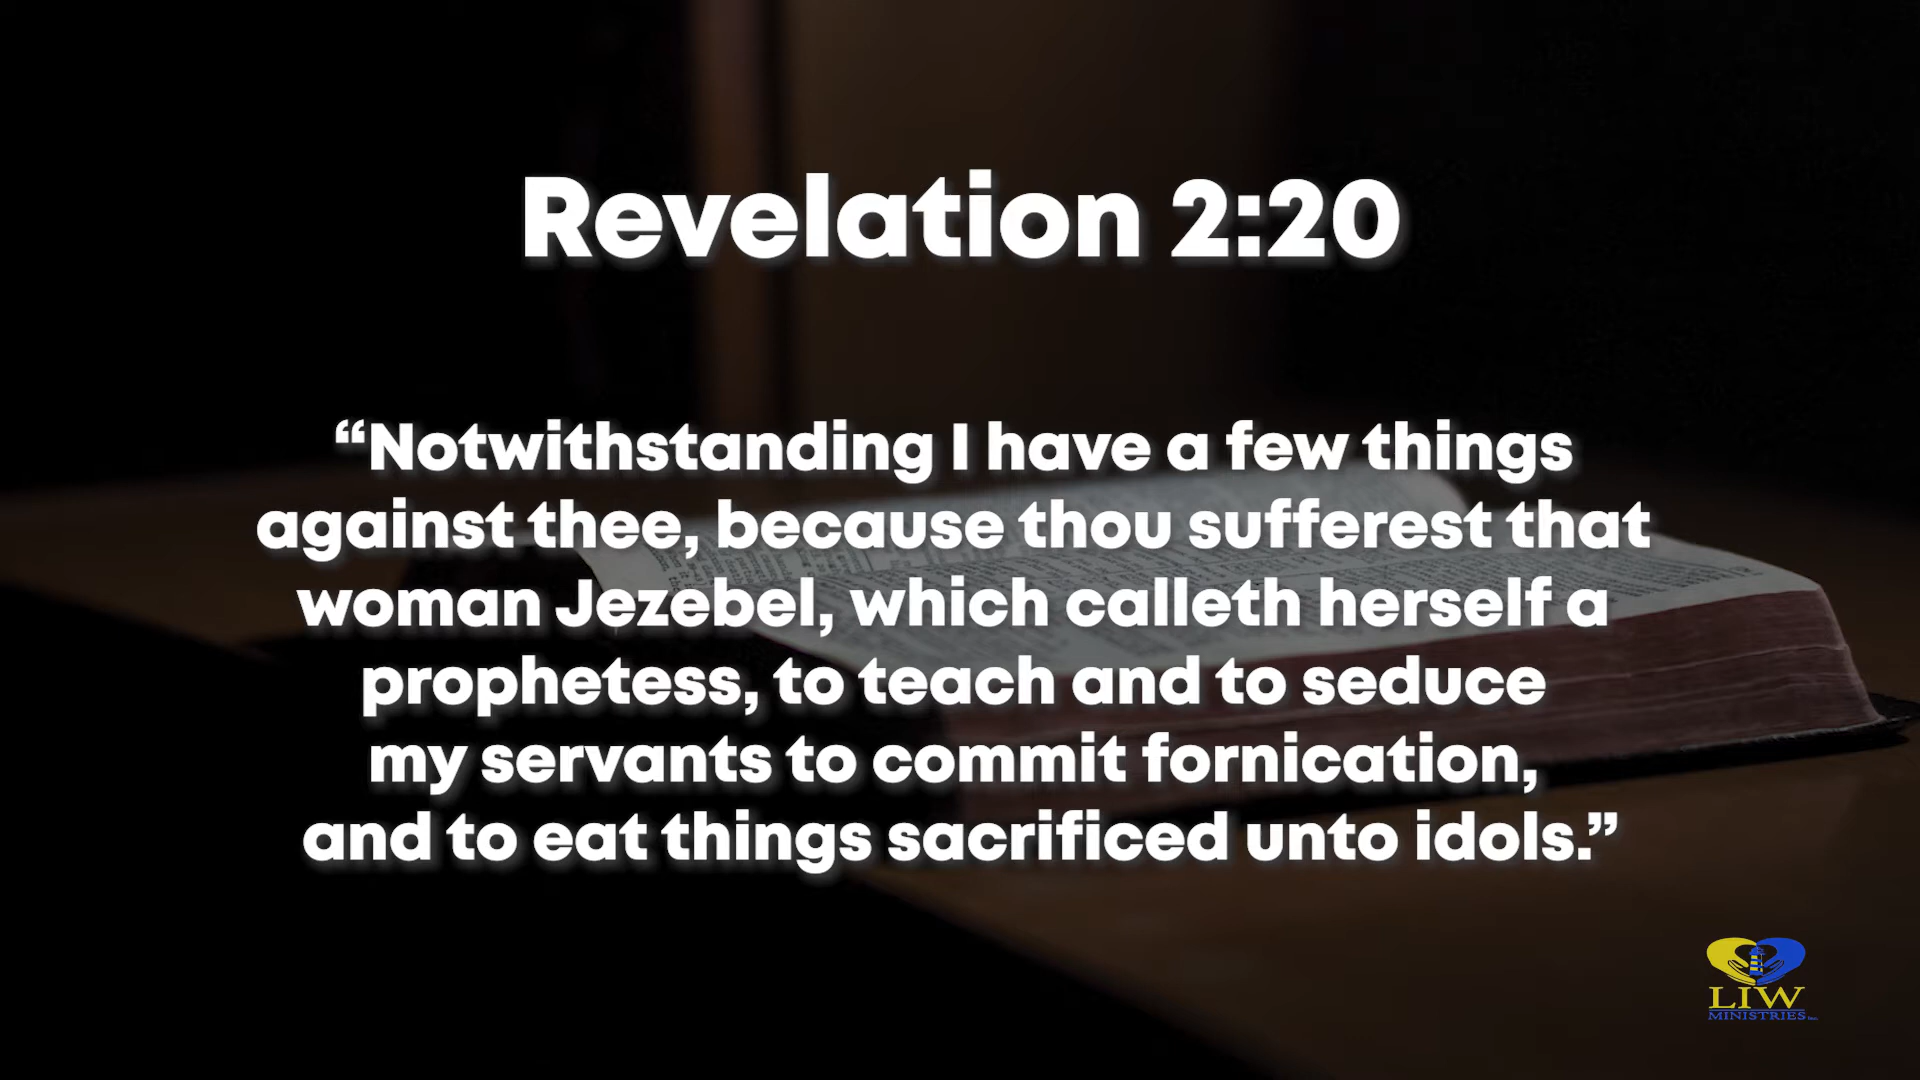 Revelation 2:20
“Notwithstanding I have a few things
against thee, because thou sufferest that
woman Jezebel, which calleth herself a
prophetess, to teach and to seduce
my servants to commit fornication,
and to eat things sacrificed unto idols.”
LIW
MINISTRIES